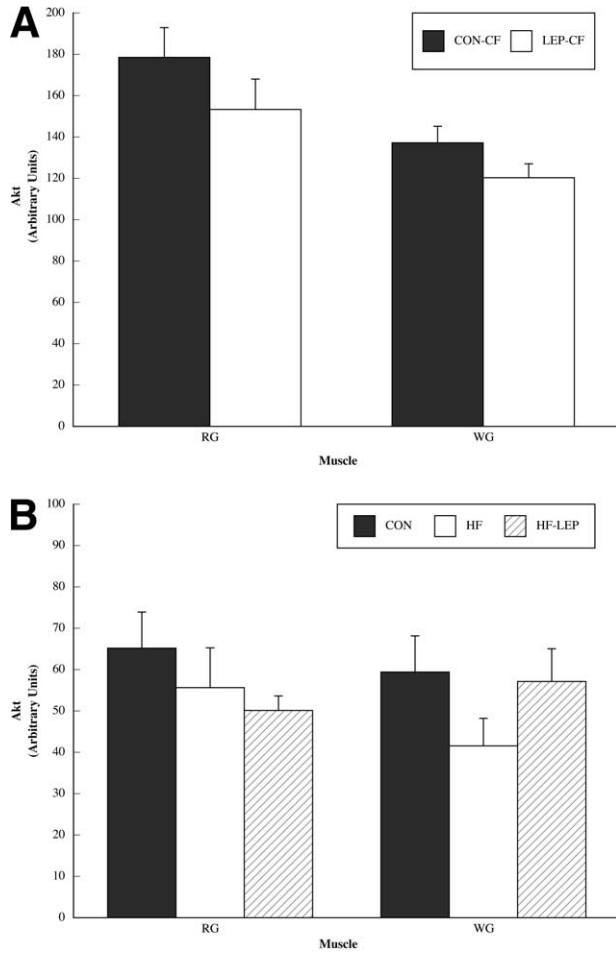 A
200
180
160
140
120
100
80
60
40
20
0
Akt
(Arbitrary Units)
CON-CF LEP-CF
RG WG
Muscle
B
100
90
80
70
60
50
40
30
20
10
0
Akt
(Arbitrary Units)
CON HF HF-LEP
RG WG
Muscle